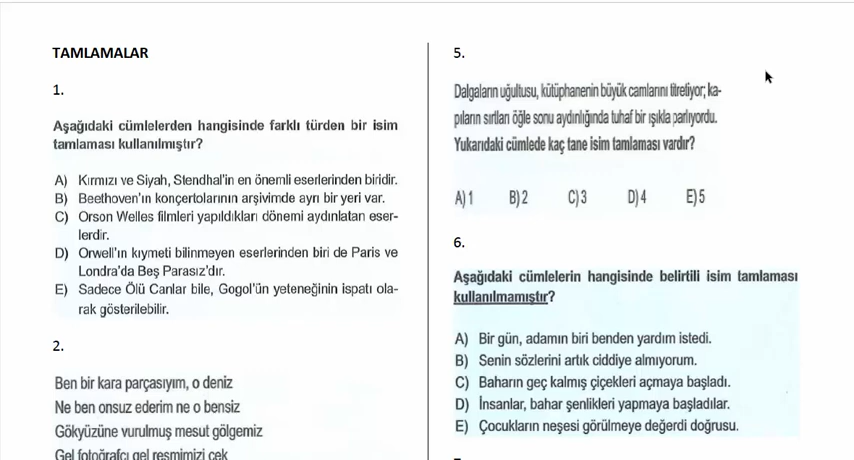 TAMLAMALAR
1.
Aşağıdaki cümlelerden hangisinde farklı türden bir isim
tamlaması kullanılmıştır?
A) Kırmızı ve Siyah, Stendhal'in en önemli eserlerinden biridir.
B) Beethoven'ın konçertolarının arşivimde ayrı bir yeri var.
C) Orson Welles filmleri yapıldıkları dönemi aydınlatan eser-
lerdir.
D) Orwell'ın kıymeti bilinmeyen eserlerinden biri de Paris ve
Londra'da Beş Parasız'dır.
E) Sadece Ölü Canlar bile, Gogol'ün yeteneğinin ispatı ola-
rak gösterilebilir.
2.
Ben bir kara parçasıyım, o deniz
Ne ben onsuz ederim ne o bensiz
Gökyüzüne vurulmuş mesut gölgemiz
Gel fotoğrafçı gel resmimizi çek
5.
Dalgaların uğultusu, kütüphanenin büyük camlarını titretiyor; ka-
pıların sırtları öğle sonu aydınlığında tuhaf bir ışıkla parlıyordu.
Yukarıdaki cümlede kaç tane isim tamlaması vardır?
A) 1 B) 2 C) 3 D) 4 E) 5
6.
Aşağıdaki cümlelerin hangisinde belirtili isim tamlaması
kullanılmamıştır?
A) Bir gün, adamın biri benden yardım istedi.
B) Senin sözlerini artık ciddiye almıyorum.
C) Baharın geç kalmış çiçekleri açmaya başladı.
D) İnsanlar, bahar şenlikleri yapmaya başladılar.
E) Çocukların neşesi görülmeye değerdi doğrusu.